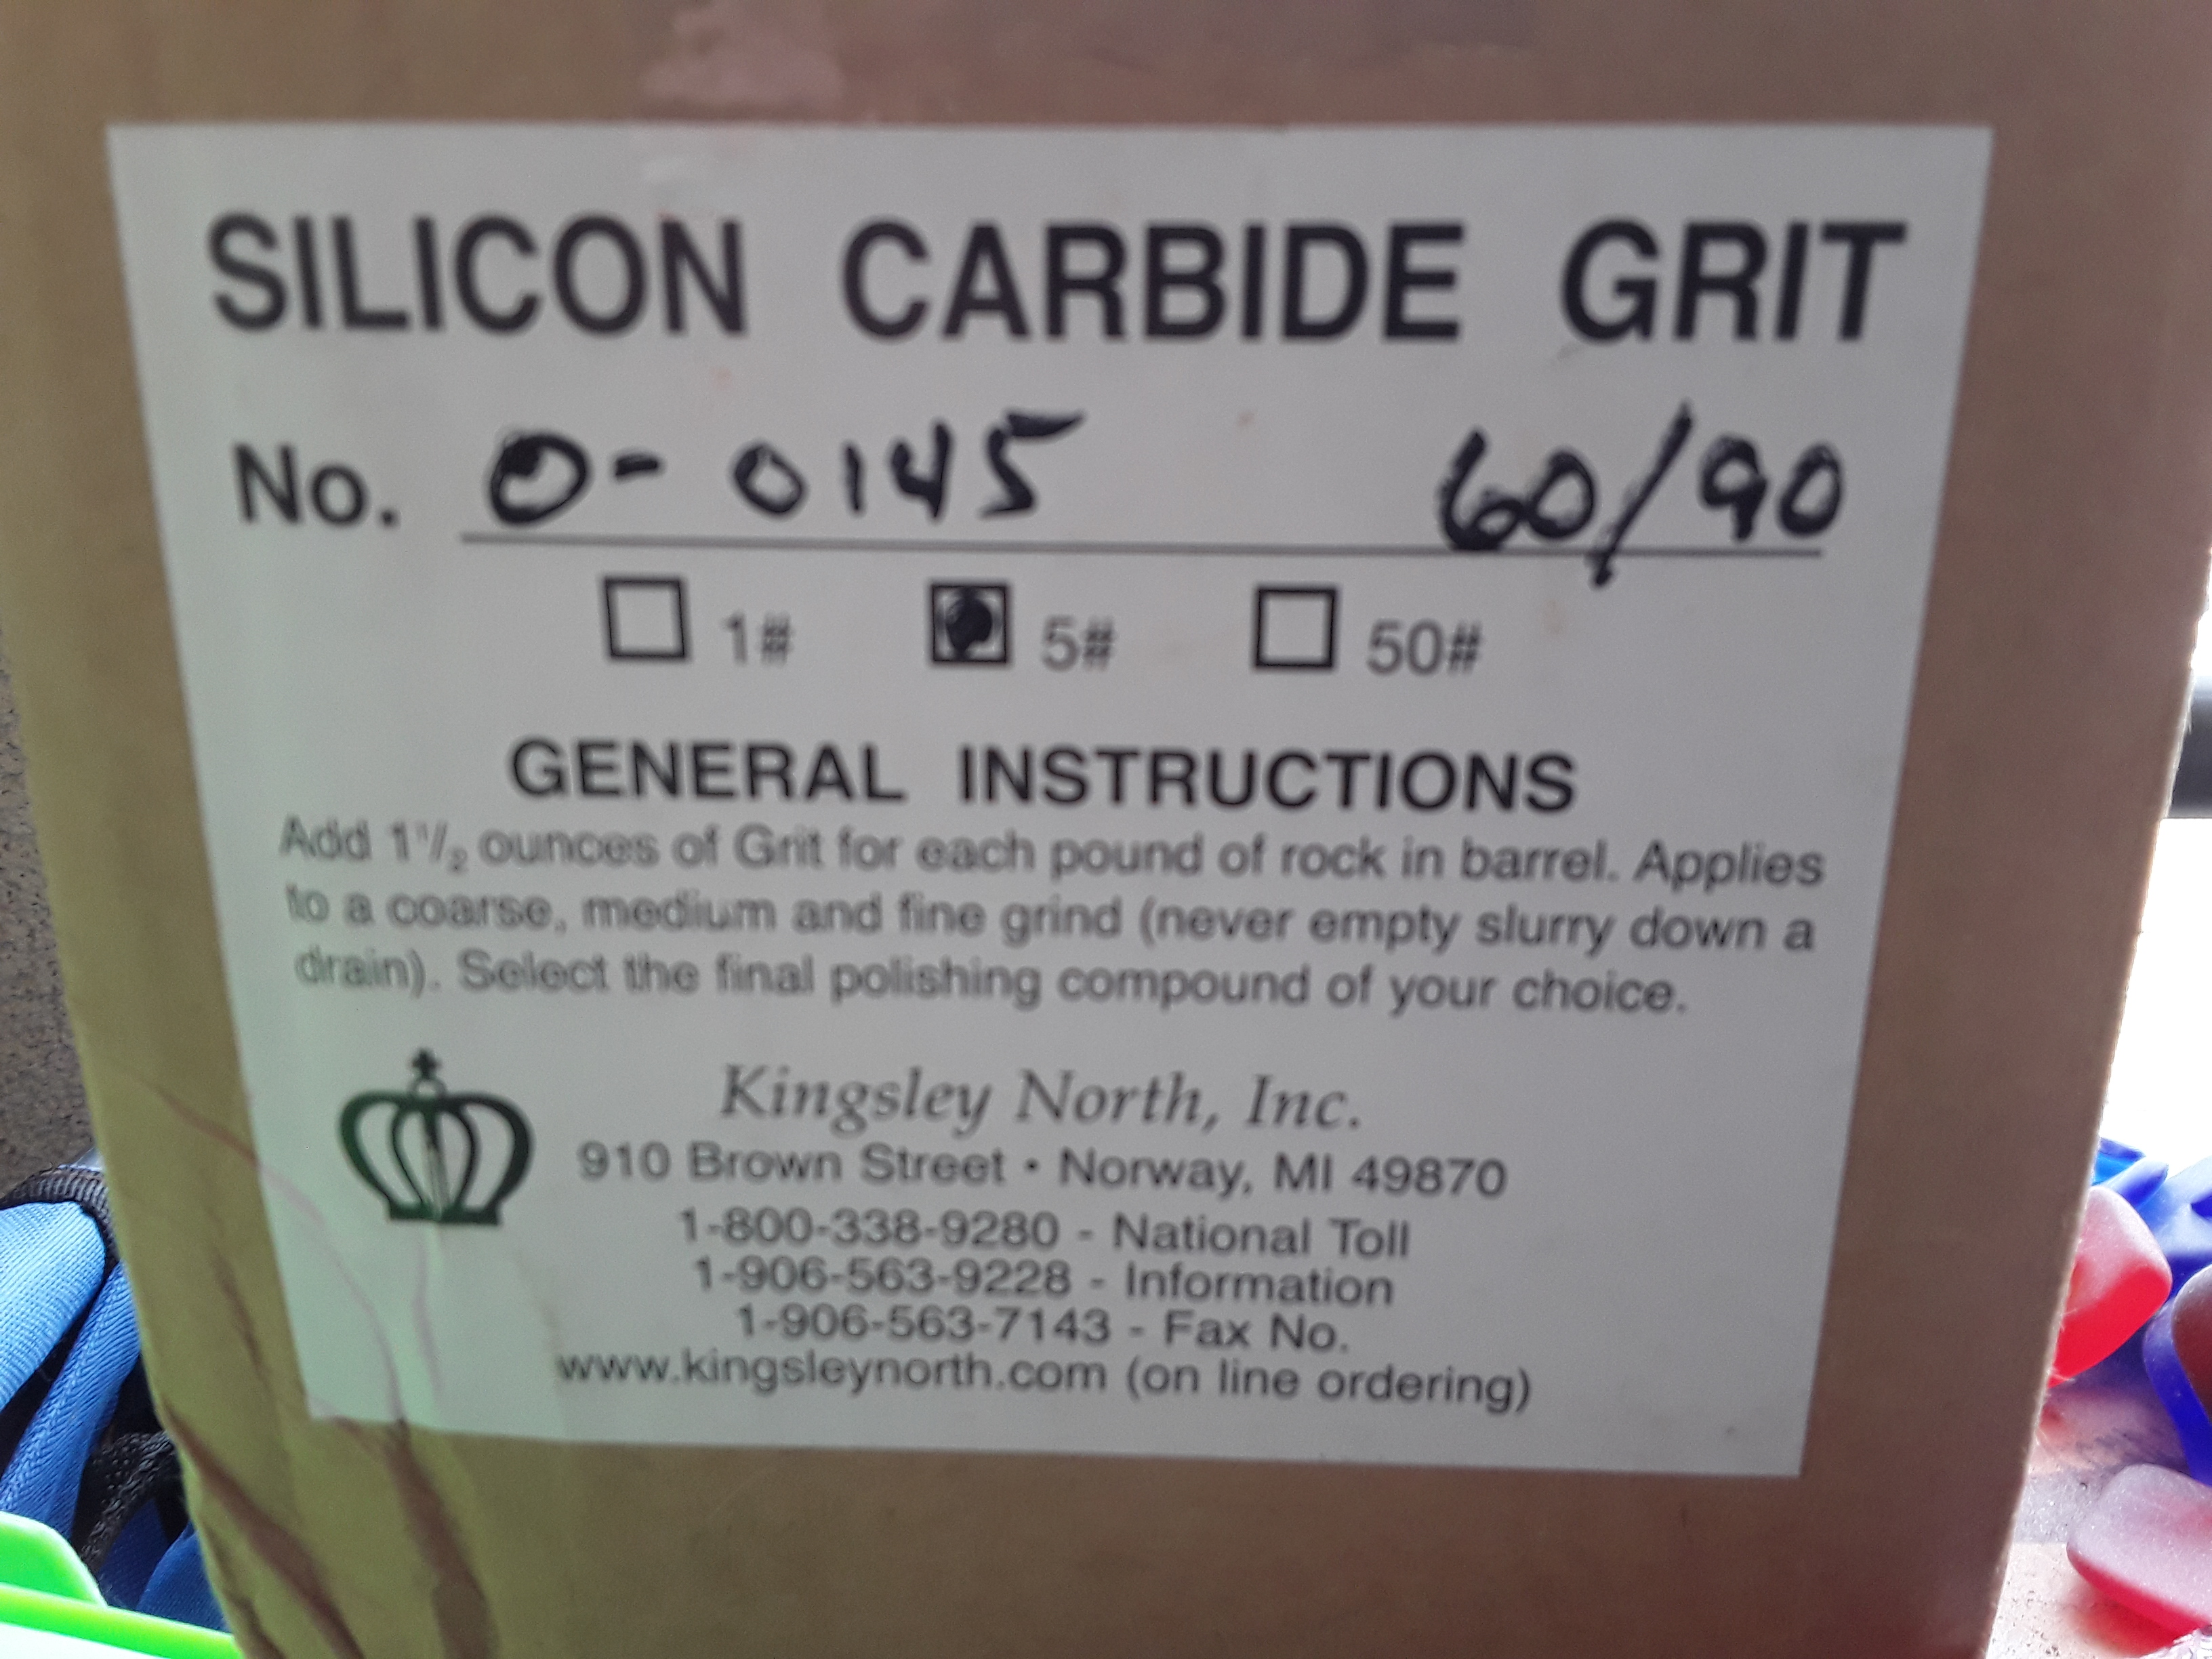 SILICON CARBIDE GRIT
No. 0-0145 60/90
1# 5# 50#
GENERAL INSTRUCTIONS
Add 1 1/2 ounces of Grit for each pound of rock in barrel. Applies
to a coarse, medium and fine grind (never empty slurry down a
drain). Select the final polishing compound of your choice.
Kingsley North, Inc.
910 Brown Street • Norway, MI 49870
1-800-338-9280 - National Toll
1-906-563-9228 - Information
1-906-563-7143 - Fax No.
www.kingsleynorth.com (on line ordering)